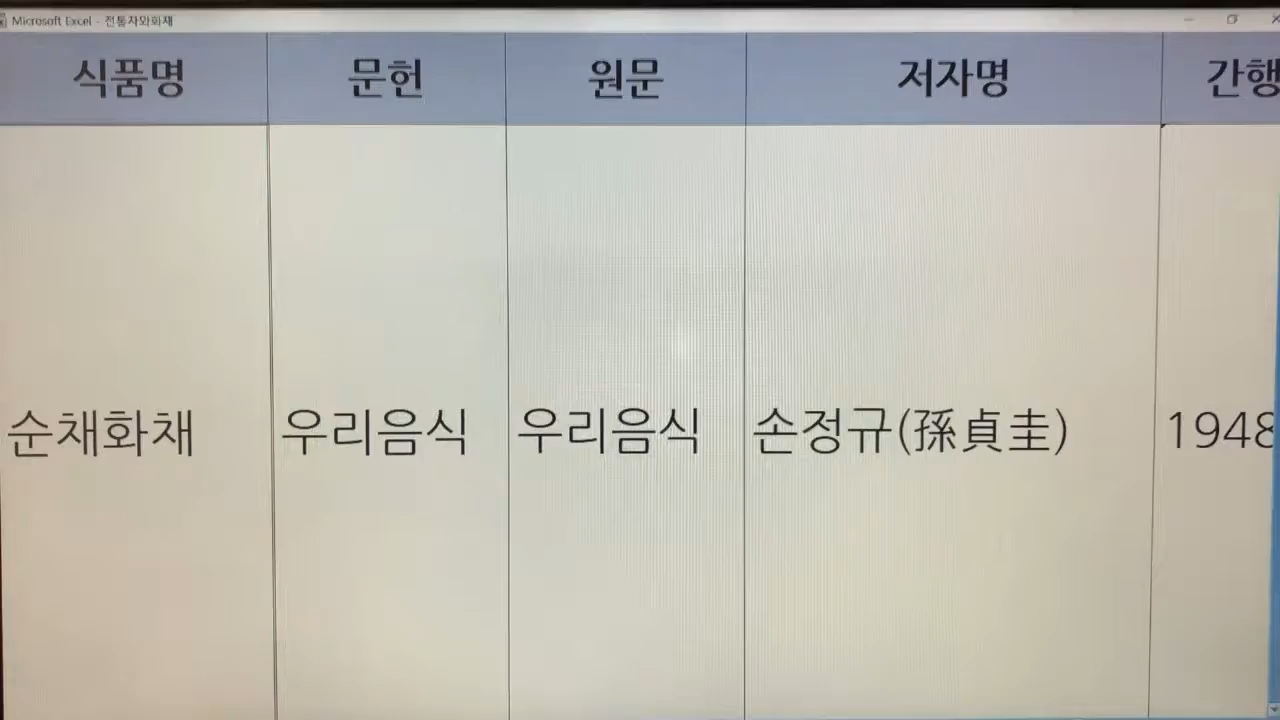 Microsoft Excel - 전통차와화채
식품명 문헌 원문 저자명 간행
순채화채 우리음식 우리음식 손정규(孫貞圭) 1948